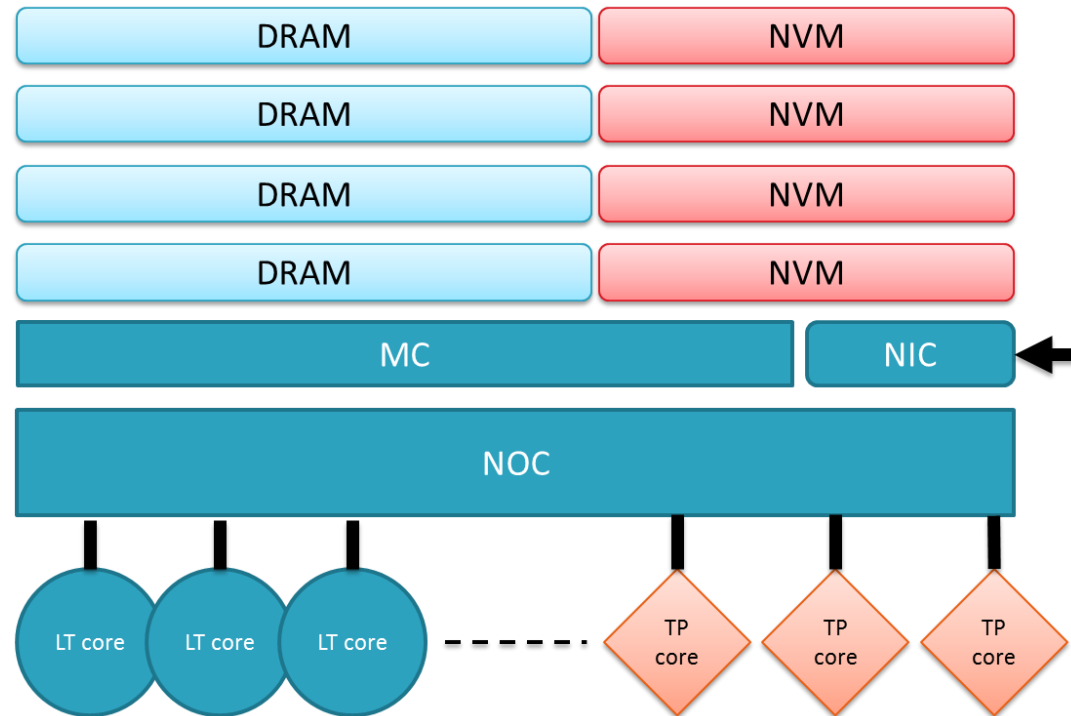 DRAM NVM
DRAM NVM
DRAM NVM
DRAM NVM
MC NIC
NOC
LT core LT core LT core TP core TP core TP core